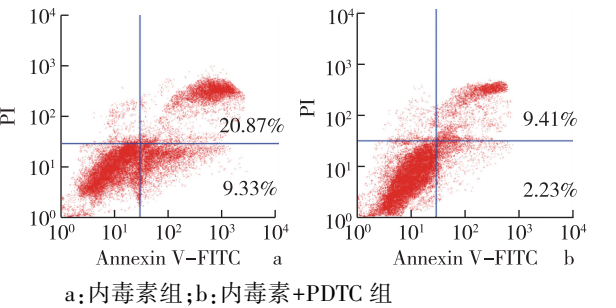 10⁴
10³
10²
10¹
10⁰
PI
20.87%
9.33%
10⁰ 10¹ 10² 10³ 10⁴
Annexin V-FITC a
10⁴
10³
10²
10¹
10⁰
PI
9.41%
2.23%
10⁰ 10¹ 10² 10³ 10⁴
Annexin V-FITC b
a:内毒素组;b:内毒素+PDTC 组